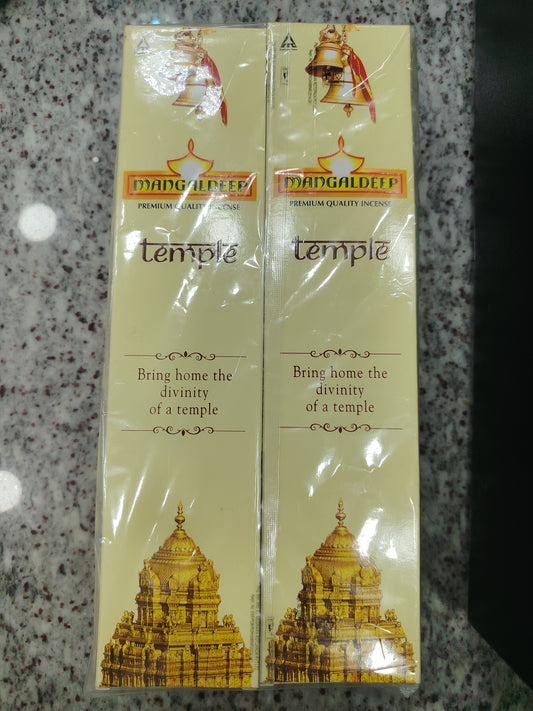 MANGALDEEP
PREMIUM QUALITY INCENSE
temple
Bring home the
divinity
of a temple
MANGALDEEP
PREMIUM QUALITY INCENSE
temple
Bring home the
divinity
of a temple